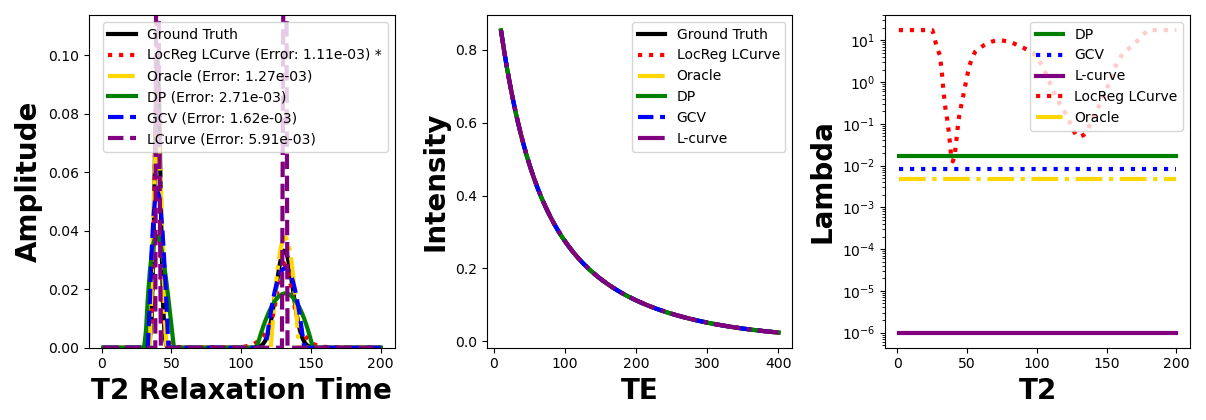 Amplitude
0.10
0.08
0.06
0.04
0.02
0.00
Ground Truth
LocReg LCurve (Error: 1.11e-03) *
Oracle (Error: 1.27e-03)
DP (Error: 2.71e-03)
GCV (Error: 1.62e-03)
LCurve (Error: 5.91e-03)
0 50 100 150 200
T2 Relaxation Time
Intensity
0.8
0.6
0.4
0.2
0.0
Ground Truth
LocReg LCurve
Oracle
DP
GCV
L-curve
0 100 200 300 400
TE
Lambda
10¹
10⁰
10⁻¹
10⁻²
10⁻³
10⁻⁴
10⁻⁵
10⁻⁶
DP
GCV
L-curve
LocReg LCurve
Oracle
0 50 100 150 200
T2